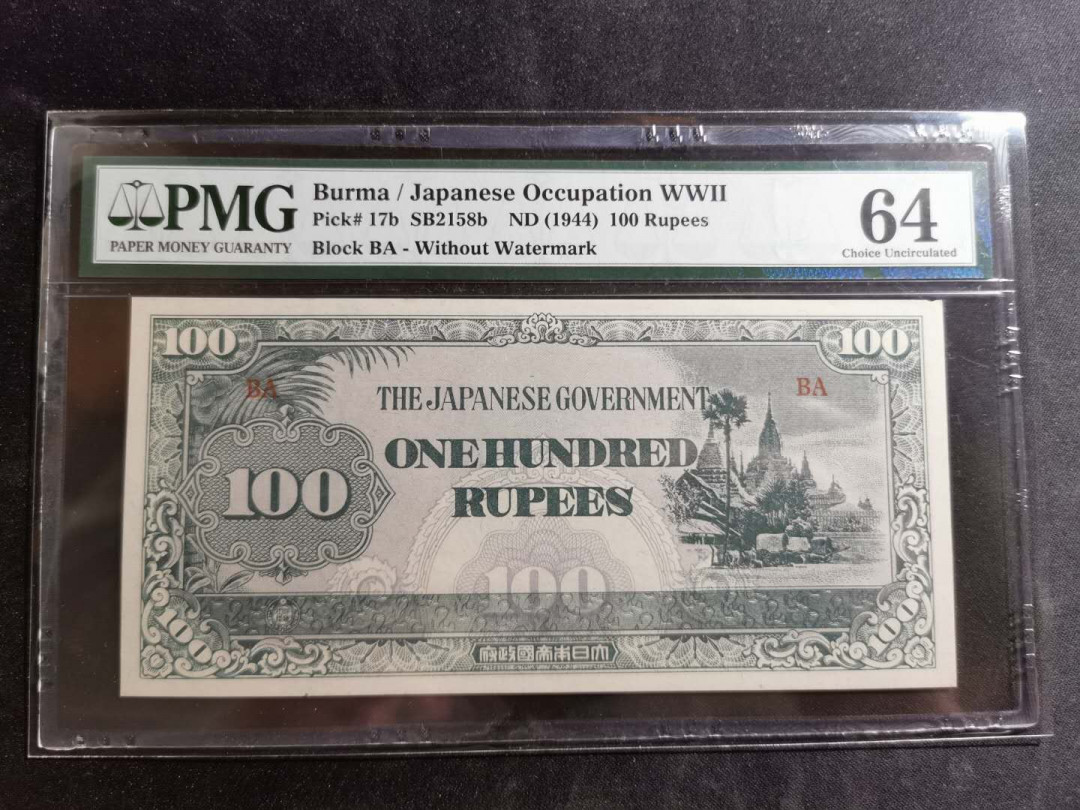 PMG
PAPER MONEY GUARANTY
Burma / Japanese Occupation WWII
Pick# 17b SB2158b ND (1944) 100 Rupees
Block BA - Without Watermark
64
Choice Uncirculated
100
100
BA
BA
THE JAPANESE GOVERNMENT
ONE HUNDRED
RUPEES
100
100
100
100
府政國帝本日大